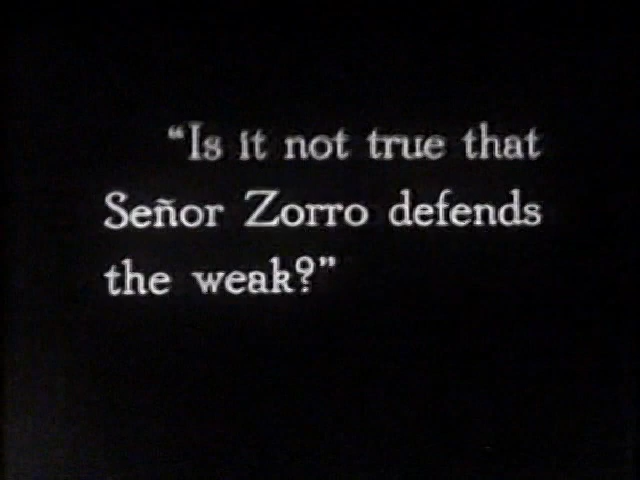 “Is it not true that
Señor Zorro defends
the weak?”